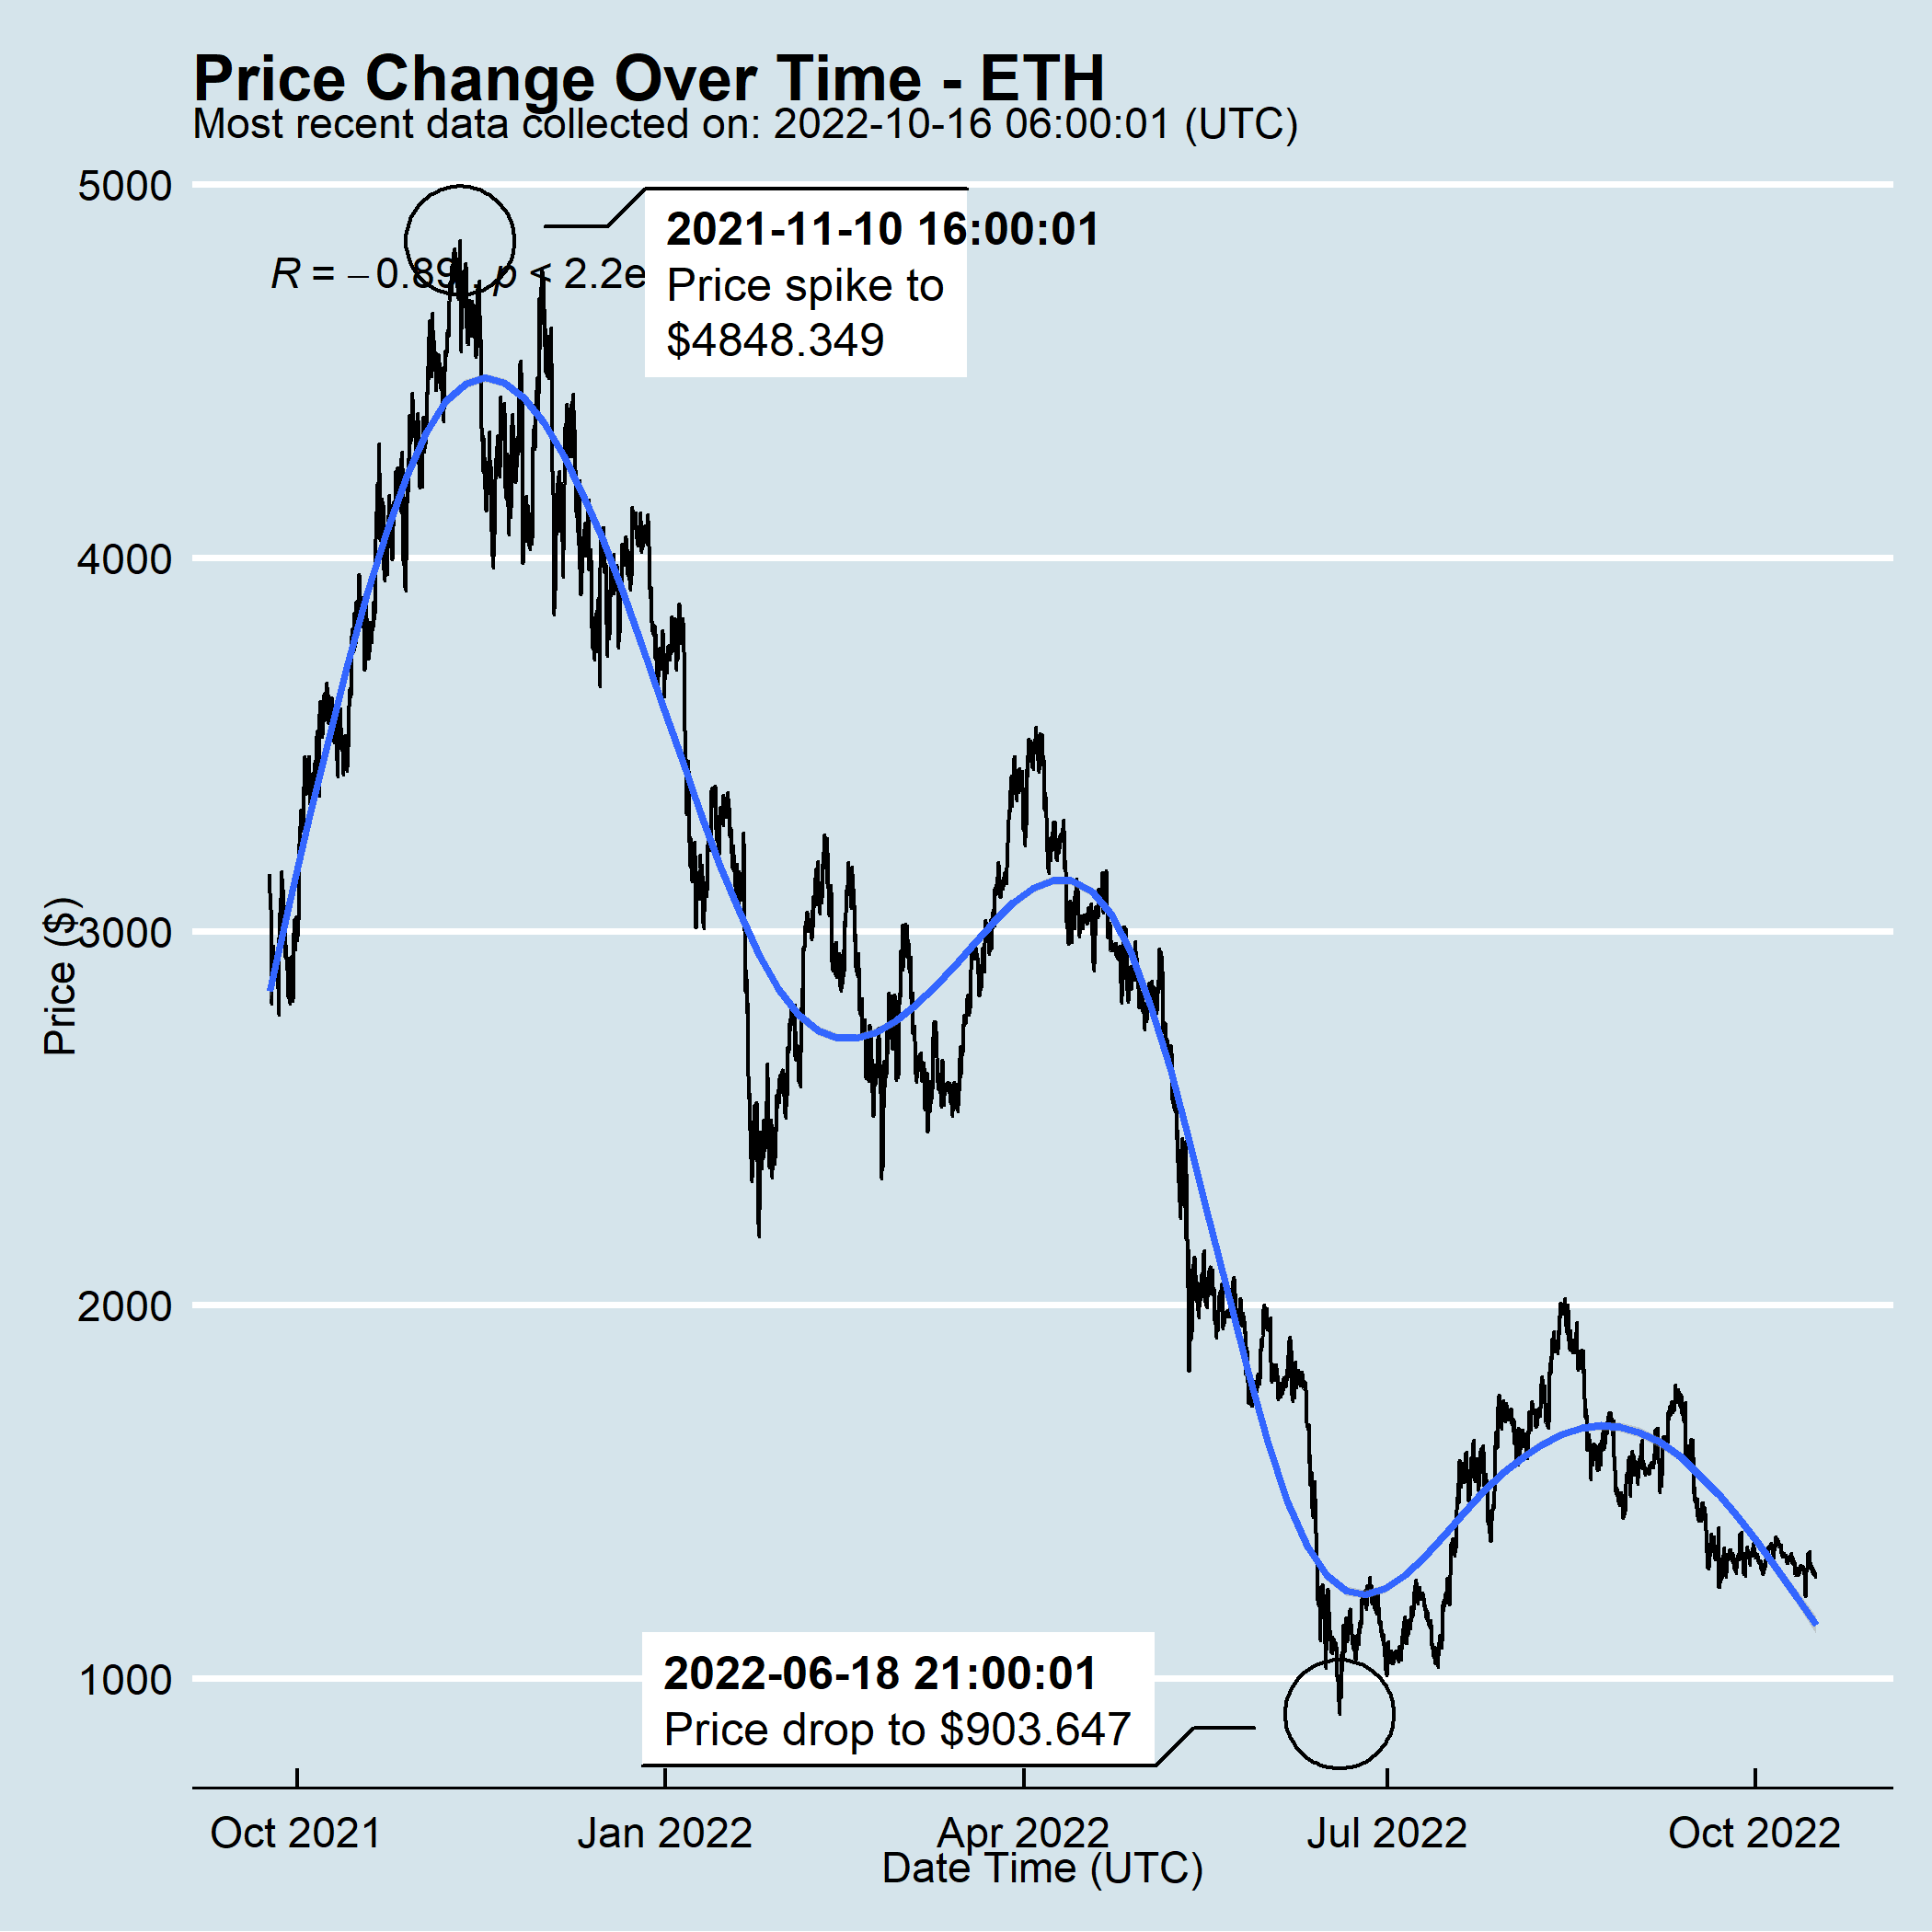 Price Change Over Time - ETH
Most recent data collected on: 2022-10-16 06:00:01 (UTC)
5000
4000
3000
2000
1000
Price ($)
R = −0.89, p < 2.2e
2021-11-10 16:00:01
Price spike to
$4848.349
2022-06-18 21:00:01
Price drop to $903.647
Oct 2021
Jan 2022
Apr 2022
Jul 2022
Oct 2022
Date Time (UTC)